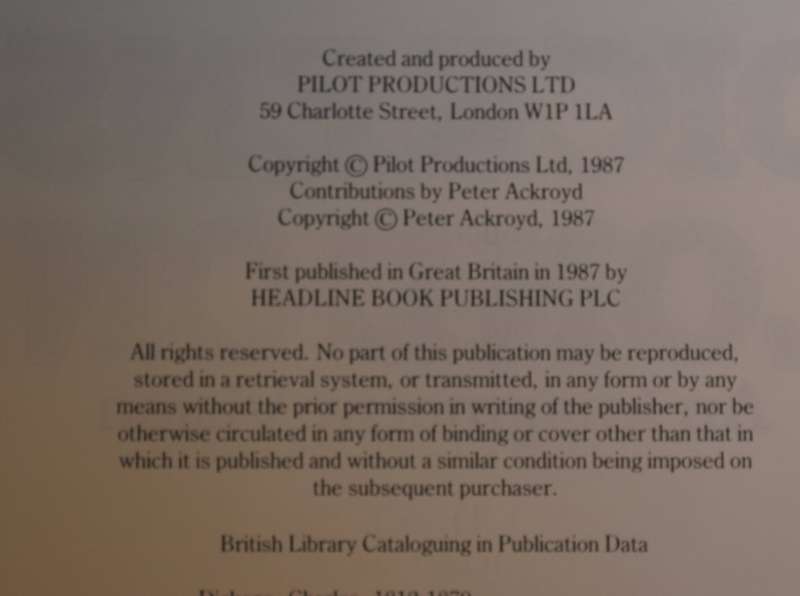 Created and produced by
PILOT PRODUCTIONS LTD
59 Charlotte Street, London W1P 1LA
Copyright © Pilot Productions Ltd, 1987
Contributions by Peter Ackroyd
Copyright © Peter Ackroyd, 1987
First published in Great Britain in 1987 by
HEADLINE BOOK PUBLISHING PLC
All rights reserved. No part of this publication may be reproduced,
stored in a retrieval system, or transmitted, in any form or by any
means without the prior permission in writing of the publisher, nor be
otherwise circulated in any form of binding or cover other than that in
which it is published and without a similar condition being imposed on
the subsequent purchaser.
British Library Cataloguing in Publication Data
Dickens, Charles, 1812-1870